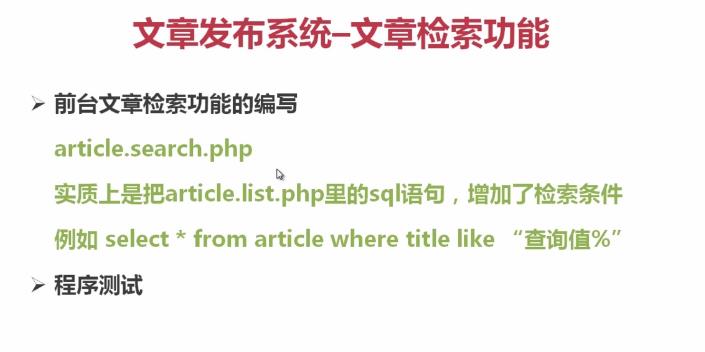 文章发布系统–文章检索功能
前台文章检索功能的编写
article.search.php
实质上是把article.list.php里的sql语句，增加了检索条件
例如 select * from article where title like “查询值%”
程序测试